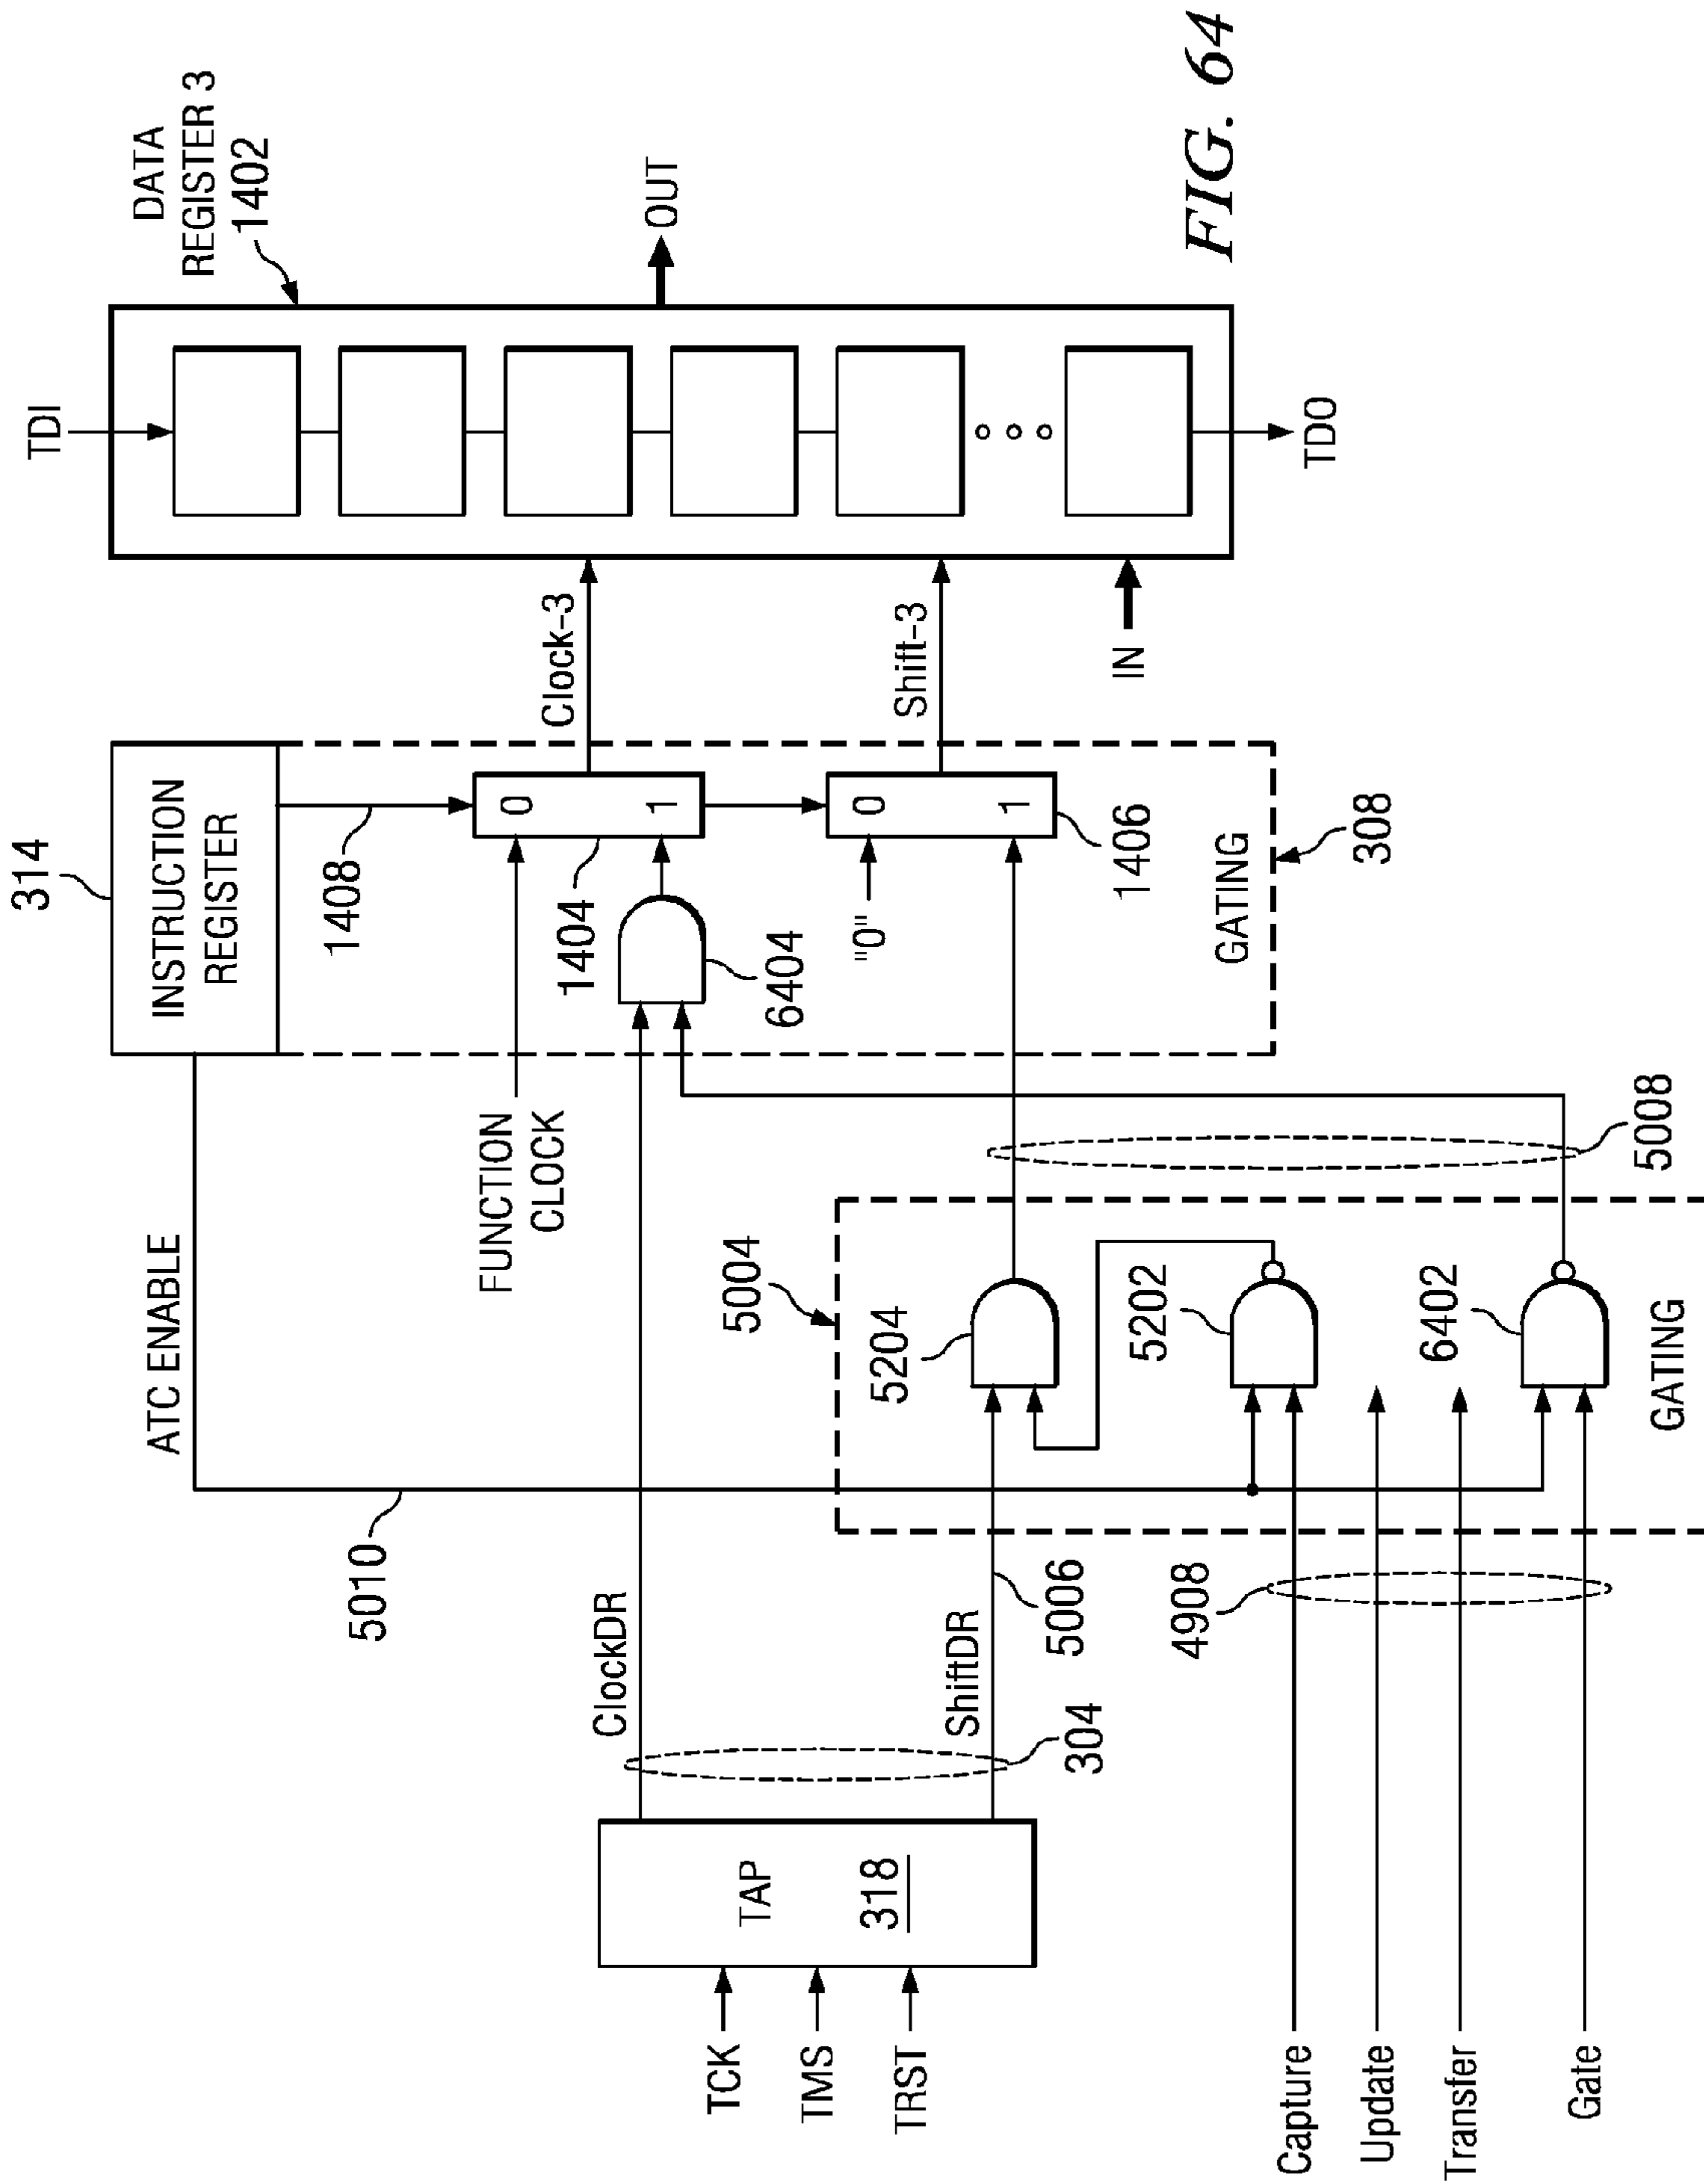 314
INSTRUCTION
REGISTER
ATC ENABLE
5010
1408
FUNCTION
CLOCK
1404
0
1
6404
"0"
0
1
1406
GATING
308
Clock-3
Shift-3
DATA
REGISTER 3
1402
TDI
TDO
IN
OUT
TCK
TMS
TRST
TAP
318
ClockDR
ShiftDR
304
5006
5004
5204
5202
6402
GATING
5008
4908
Capture
Update
Transfer
Gate
FIG. 64